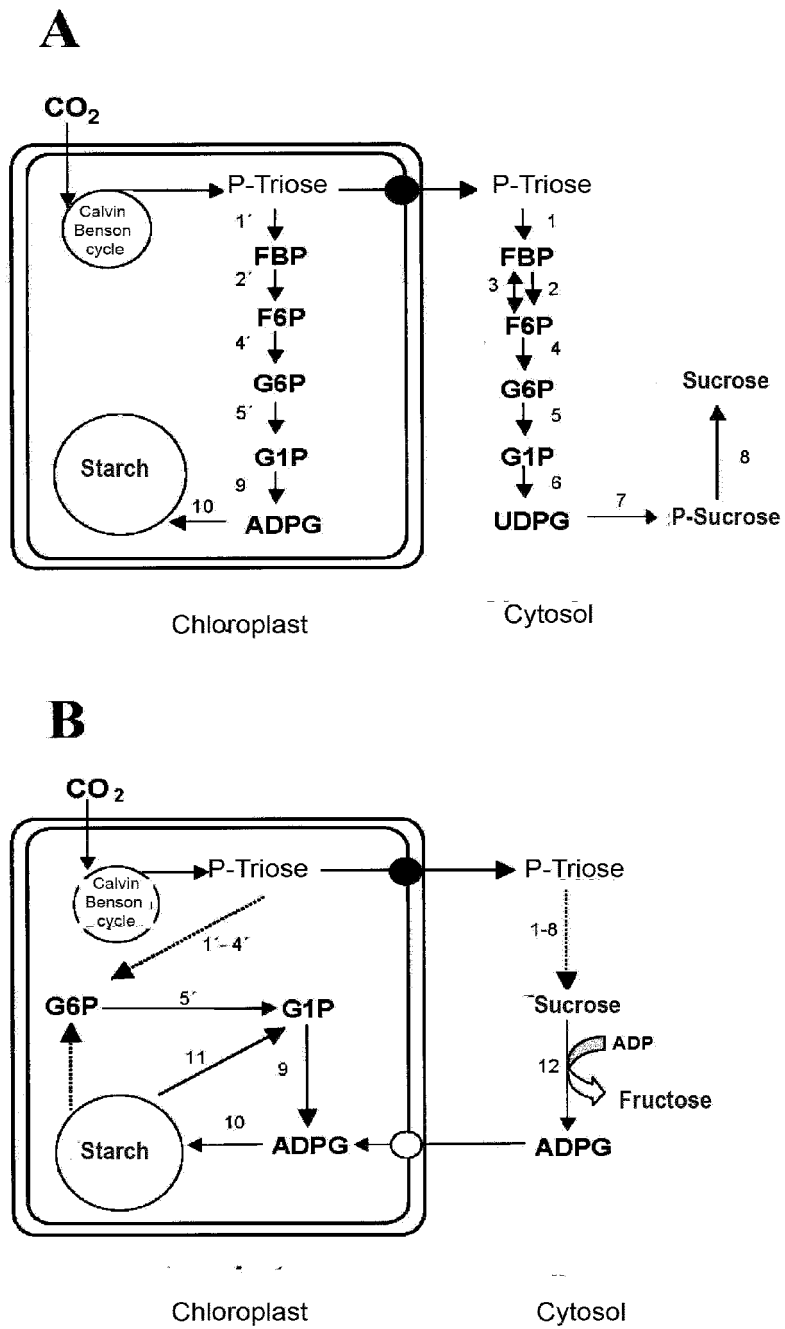 A
CO2
P-Triose
P-Triose
Calvin
Benson
cycle
1´
1
FBP
FBP
2´
3
2
F6P
F6P
4´
4
G6P
G6P
Sucrose
5´
5
8
G1P
G1P
Starch
9
6
10
7
ADPG
UDPG
P-Sucrose
Chloroplast
Cytosol
B
CO2
P-Triose
P-Triose
Calvin
Benson
cycle
1´-4´
1-8
G6P
5´
G1P
Sucrose
11
9
12
ADP
Fructose
Starch
10
ADPG
ADPG
Chloroplast
Cytosol